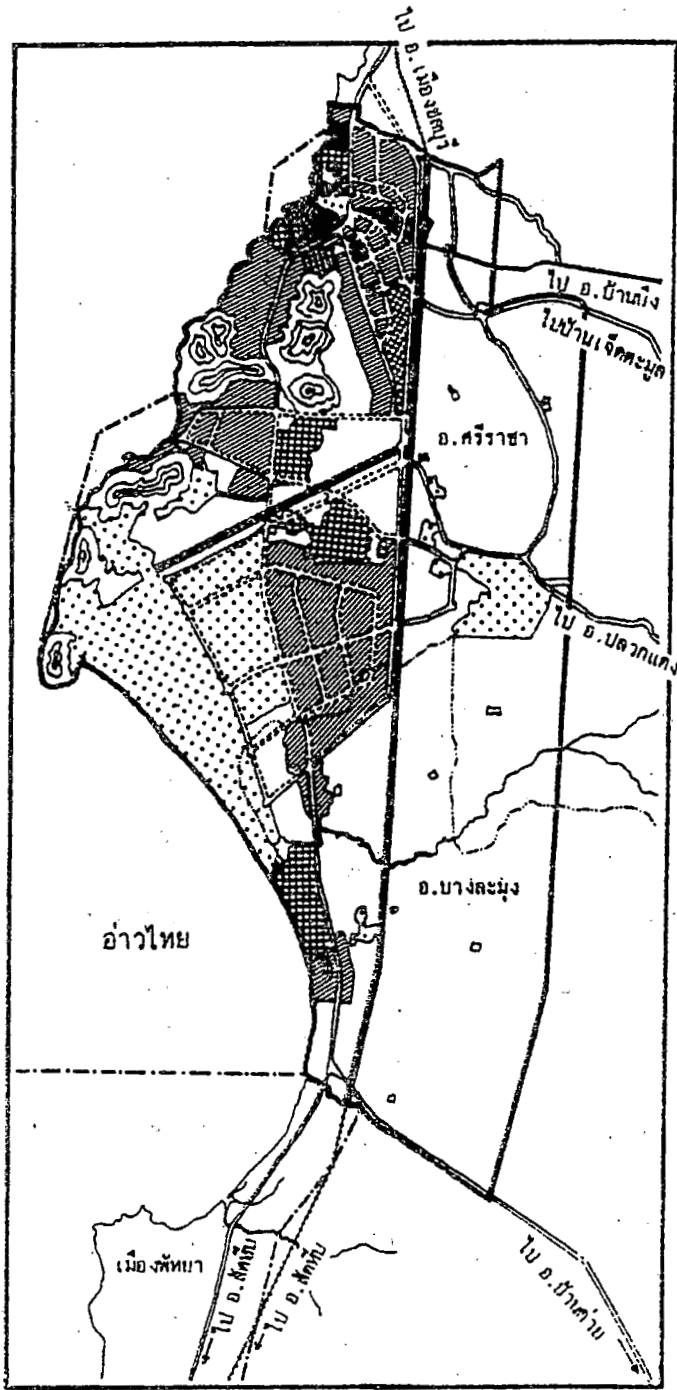 ไป อ.เมืองชลบุรี
ไป อ.บ้านบึง
ไปบ้านเจ็ดตะมูล
อ.ศรีราชา
ไป อ.ปลวกแดง
อ.บางละมุง
อ่าวไทย
เมืองพัทยา
ไป อ.สัตหีบ
ไป อ.สัตหีบ
ไป อ.บ้านค่าย